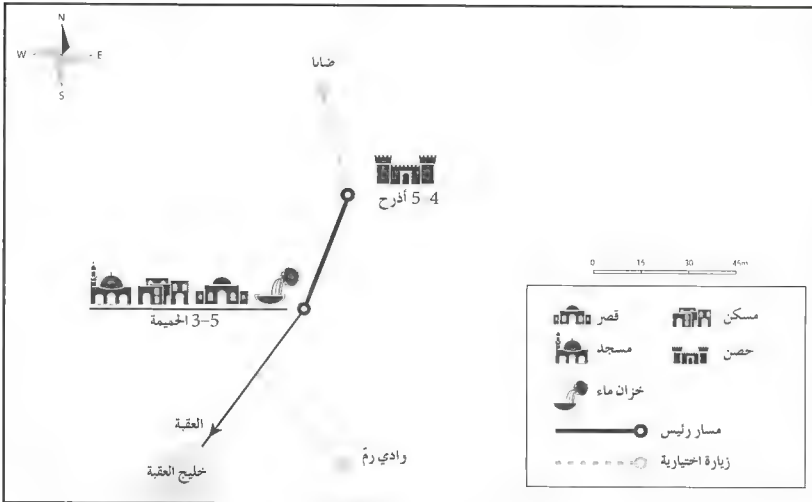 N
W E
S
ضانا
4 5 أذرح
3-5 الحميمة
العقبة
خليج العقبة
وادي رمّ
0 15 30 45m
قصر
مسكن
مسجد
حصن
خزان ماء
مسار رئيس
زيارة اختيارية